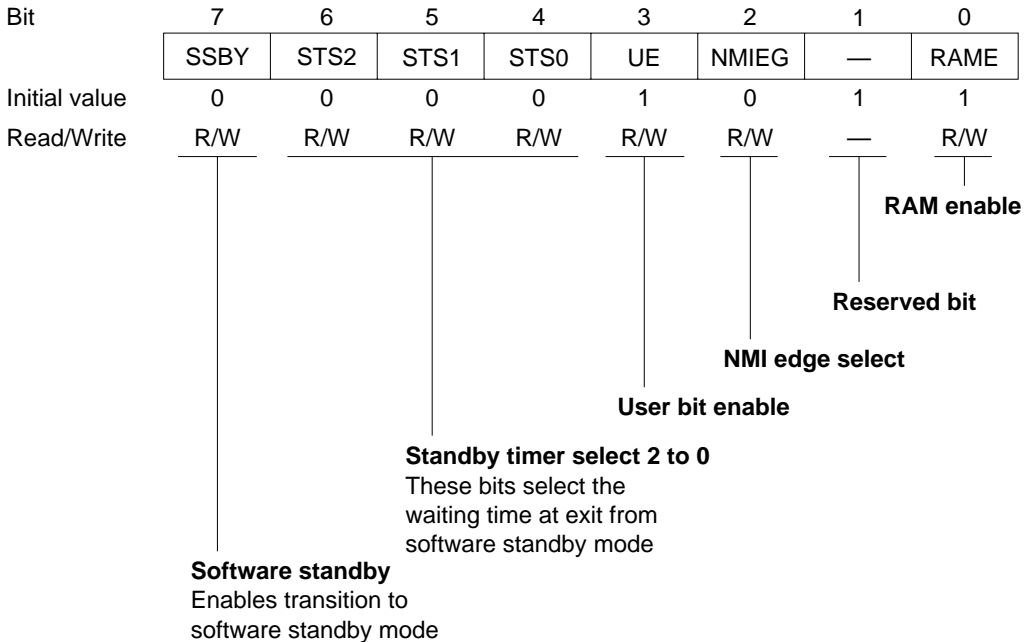 Bit 7 6 5 4 3 2 1 0
SSBY STS2 STS1 STS0 UE NMIEG — RAME
Initial value 0 0 0 0 1 0 1 1
Read/Write R/W R/W R/W R/W R/W R/W — R/W
RAM enable
Reserved bit
NMI edge select
User bit enable
Standby timer select 2 to 0
These bits select the
waiting time at exit from
software standby mode
Software standby
Enables transition to
software standby mode